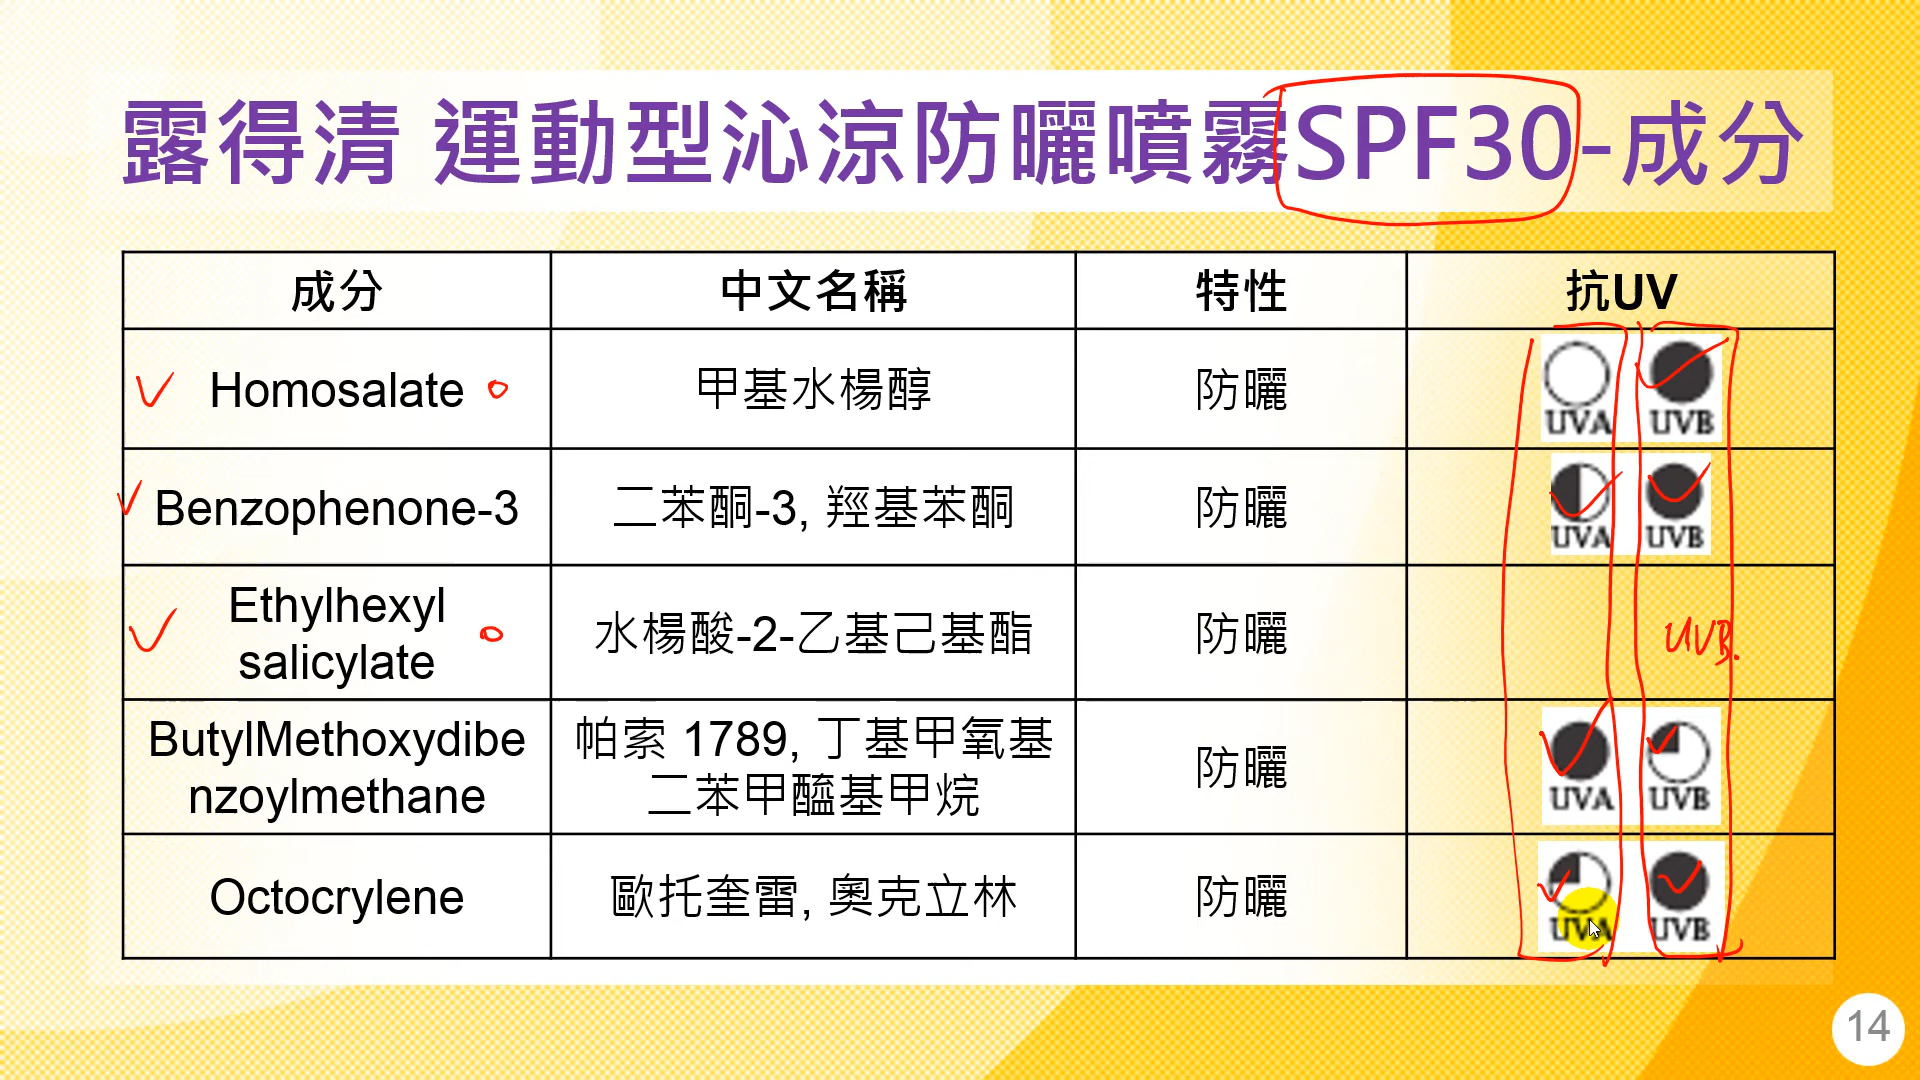 露得清 運動型沁涼防曬噴霧SPF30-成分
成分 中文名稱 特性 抗UV
Homosalate 甲基水楊醇 防曬 UVA UVB
Benzophenone-3 二苯酮-3, 羥基苯酮 防曬 UVA UVB
Ethylhexyl
salicylate 水楊酸-2-乙基己基酯 防曬 UVB.
ButylMethoxydibe
nzoylmethane 帕索 1789, 丁基甲氧基
二苯甲醯基甲烷 防曬 UVA UVB
Octocrylene 歐托奎雷, 奧克立林 防曬 UVA UVB
14